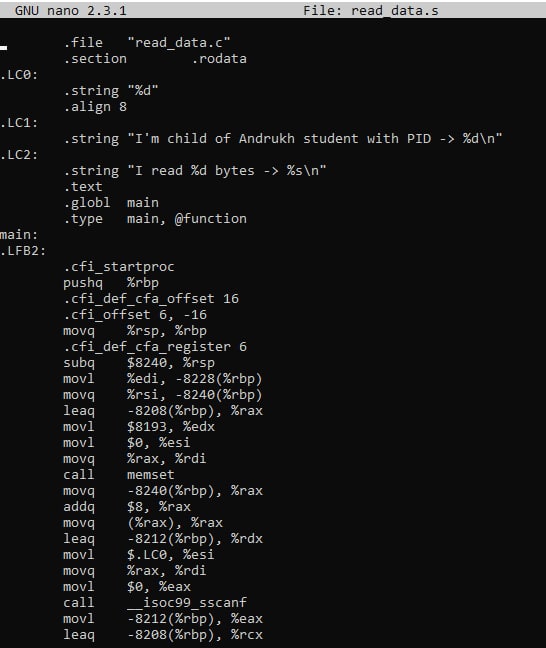 GNU nano 2.3.1 File: read_data.s
.file "read_data.c"
.section .rodata
.LC0:
.string "%d"
.align 8
.LC1:
.string "I'm child of Andrukh student with PID -> %d\n"
.LC2:
.string "I read %d bytes -> %s\n"
.text
.globl main
.type main, @function
main:
.LFB2:
.cfi_startproc
pushq %rbp
.cfi_def_cfa_offset 16
.cfi_offset 6, -16
movq %rsp, %rbp
.cfi_def_cfa_register 6
subq $8240, %rsp
movl %edi, -8228(%rbp)
movq %rsi, -8240(%rbp)
leaq -8208(%rbp), %rax
movl $8193, %edx
movl $0, %esi
movq %rax, %rdi
call memset
movq -8240(%rbp), %rax
addq $8, %rax
movq (%rax), %rax
leaq -8212(%rbp), %rdx
movl $.LC0, %esi
movq %rax, %rdi
movl $0, %eax
call __isoc99_sscanf
movl -8212(%rbp), %eax
leaq -8208(%rbp), %rcx